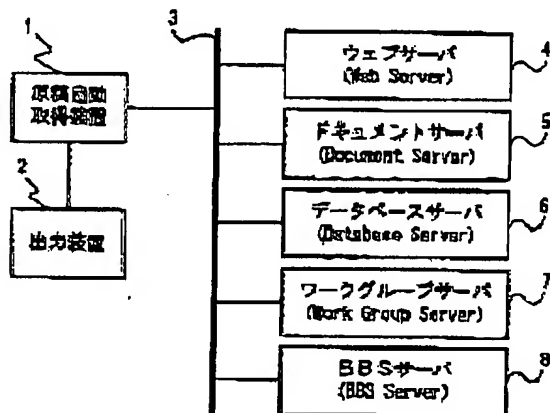 1
原稿自動
取得装置
2
出力装置
3
ウェブサーバ
(Web Server)
4
ドキュメントサーバ
(Document Server)
5
データベースサーバ
(Database Server)
6
ワークグループサーバ
(Work Group Server)
7
BBSサーバ
(BBS Server)
8